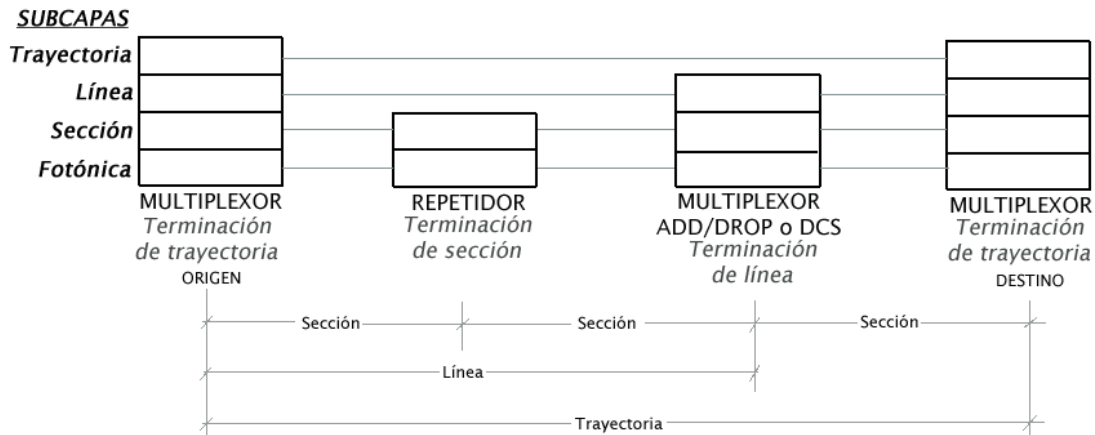 SUBCAPAS
Trayectoria
Línea
Sección
Fotónica
MULTIPLEXOR
Terminación
de trayectoria
ORIGEN
REPETIDOR
Terminación
de sección
MULTIPLEXOR
ADD/DROP o DCS
Terminación
de línea
MULTIPLEXOR
Terminación
de trayectoria
DESTINO
Sección
Sección
Sección
Línea
Trayectoria